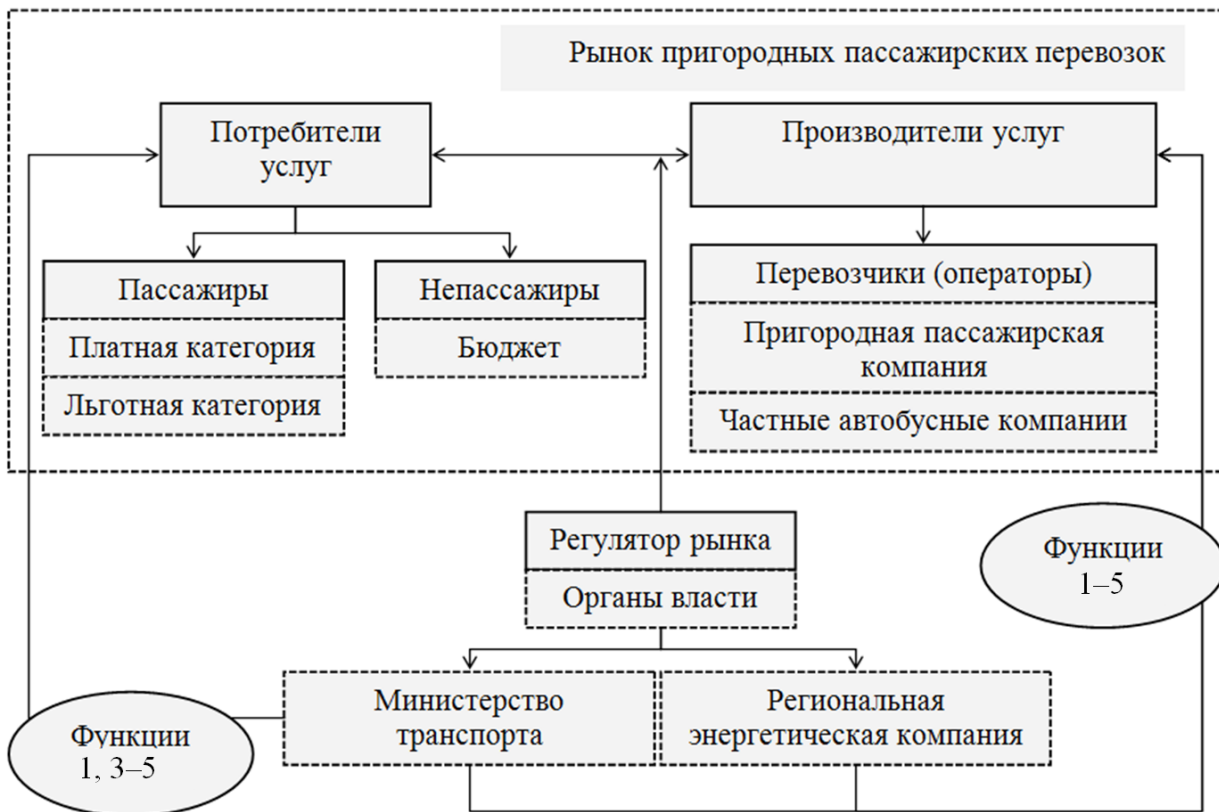 Рынок пригородных пассажирских перевозок
Потребители
услуг
Производители услуг
Пассажиры
Непассажиры
Перевозчики (операторы)
Платная категория
Бюджет
Пригородная пассажирская
компания
Льготная категория
Частные автобусные компании
Регулятор рынка
Органы власти
Функции
1–5
Министерство
транспорта
Региональная
энергетическая компания
Функции
1, 3–5